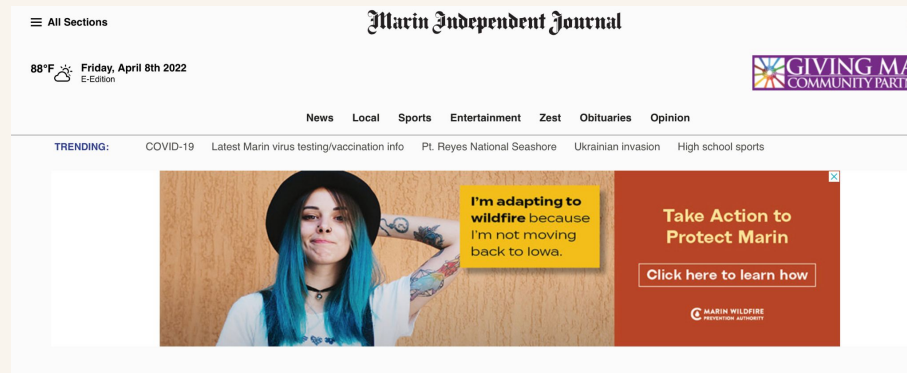 All Sections
Marin Independent Journal
88°F
Friday, April 8th 2022
E-Edition
GIVING MA
COMMUNITY PARTN
News Local Sports Entertainment Zest Obituaries Opinion
TRENDING: COVID-19 Latest Marin virus testing/vaccination info Pt. Reyes National Seashore Ukrainian invasion High school sports
I'm adapting to
wildfire because
I'm not moving
back to Iowa.
Take Action to
Protect Marin
Click here to learn how
MARIN WILDFIRE
PREVENTION AUTHORITY